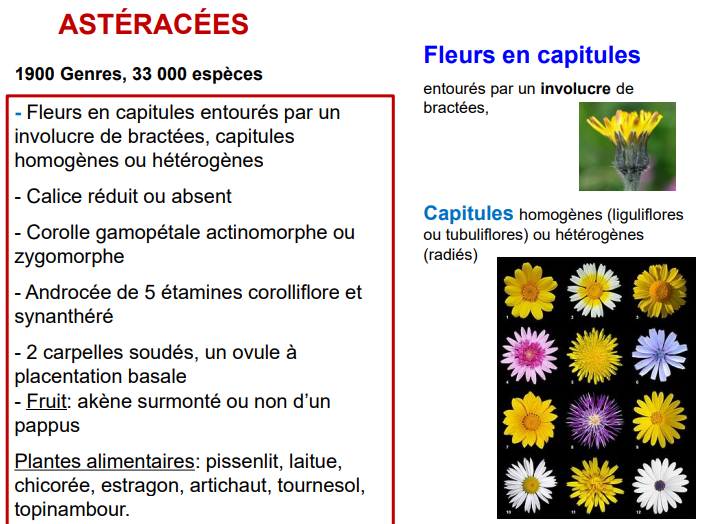 ASTÉRACÉES
1900 Genres, 33 000 espèces
- Fleurs en capitules entourés par un
involucre de bractées, capitules
homogènes ou hétérogènes
- Calice réduit ou absent
- Corolle gamopétale actinomorphe ou
zygomorphe
- Androcée de 5 étamines corolliflore et
synanthéré
- 2 carpelles soudés, un ovule à
placentation basale
- Fruit: akène surmonté ou non d’un
pappus
Plantes alimentaires: pissenlit, laitue,
chicorée, estragon, artichaut, tournesol,
topinambour.
Fleurs en capitules
entourés par un involucre de
bractées,
Capitules homogènes (liguliflores
ou tubuliflores) ou hétérogènes
(radiés)
1 2 3
4 5 6
7 8 9
10 11 12